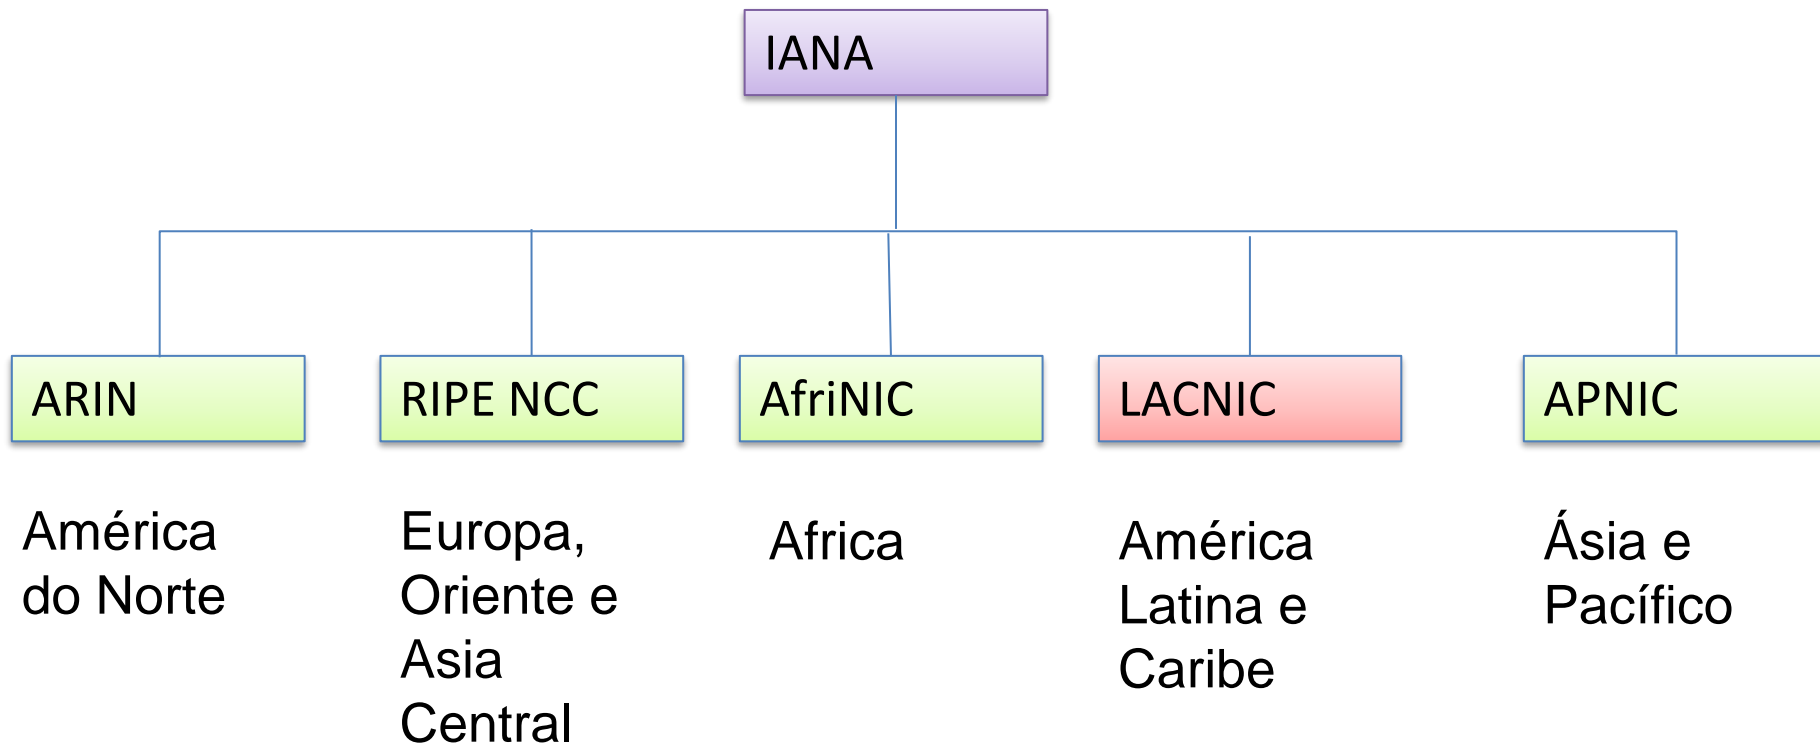 IANA
ARIN
RIPE NCC
AfriNIC
LACNIC
APNIC
América
do Norte
Europa,
Oriente e
Asia
Central
Africa
América
Latina e
Caribe
Ásia e
Pacífico